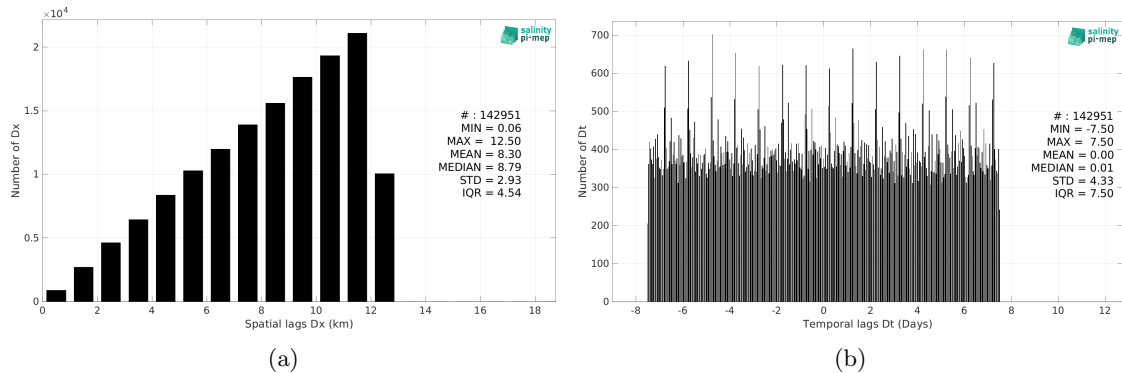 ×10⁴
2
1.5
1
0.5
0
Number of Dx
salinity
pi-mep
# : 142951
MIN = 0.06
MAX = 12.50
MEAN = 8.30
MEDIAN = 8.79
STD = 2.93
IQR = 4.54
0 2 4 6 8 10 12 14 16 18
Spatial lags Dx (km)
(a)
700
600
500
400
300
200
100
0
Number of Dt
salinity
pi-mep
# : 142951
MIN = -7.50
MAX = 7.50
MEAN = 0.00
MEDIAN = 0.01
STD = 4.33
IQR = 7.50
-8 -6 -4 -2 0 2 4 6 8 10 12
Temporal lags Dt (Days)
(b)